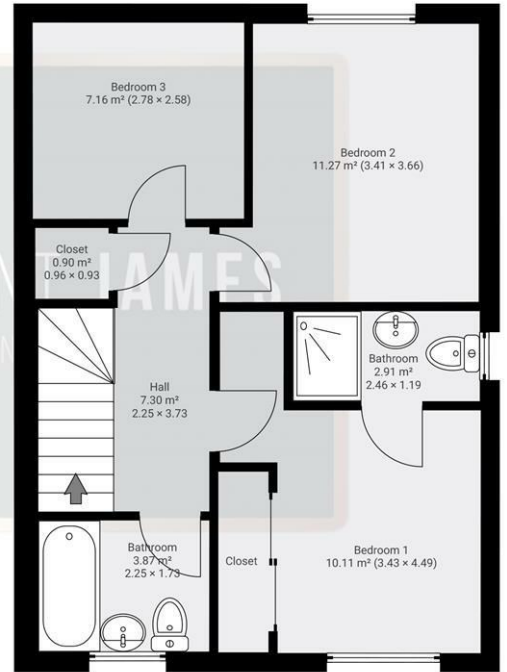 Bedroom 3
7.16 m² (2.78 × 2.58)
Bedroom 2
11.27 m² (3.41 × 3.66)
Closet
0.90 m²
0.96 × 0.93
NT JAMES
N
Hall
7.30 m²
2.25 × 3.73
Bathroom
2.91 m²
2.46 × 1.19
Bathroom
3.87 m²
2.25 × 1.73
Closet
Bedroom 1
10.11 m² (3.43 × 4.49)